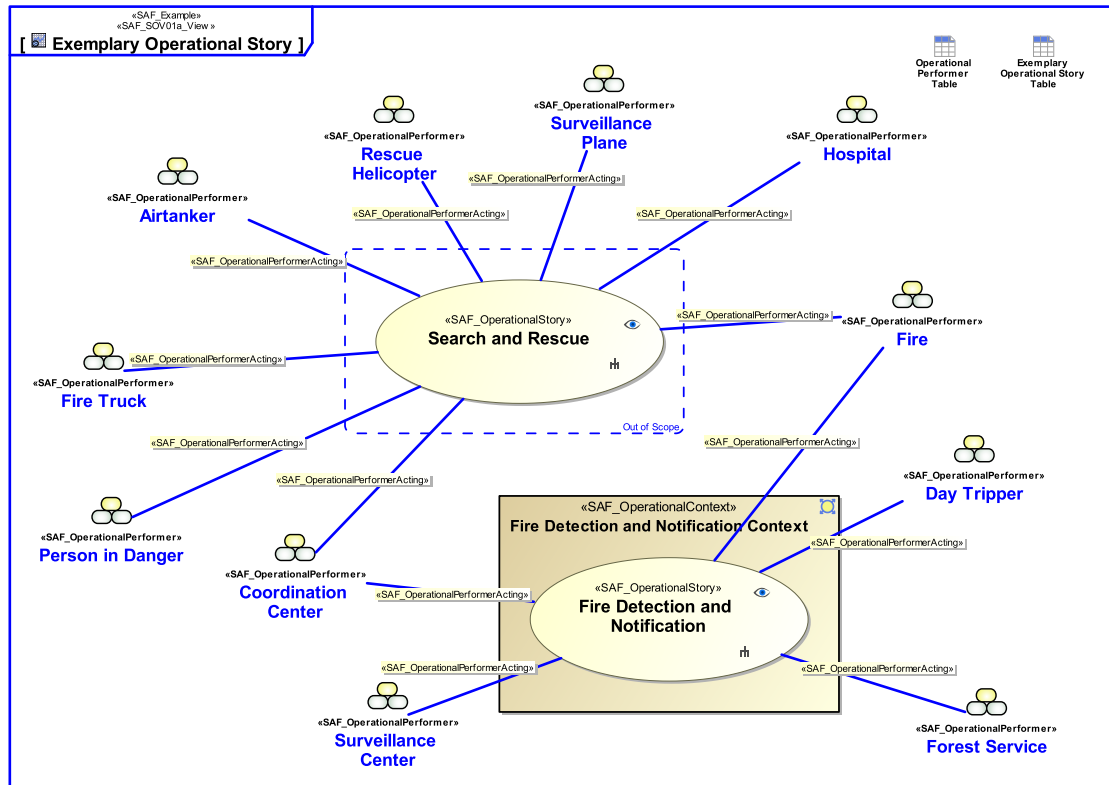 «SAF_Example»
«SAF_SOV01a_View »
[ Exemplary Operational Story ]
Operational
Performer
Table
Exemplary
Operational Story
Table
«SAF_OperationalPerformer»
Surveillance
Plane
«SAF_OperationalPerformer»
Rescue
Helicopter
«SAF_OperationalPerformer»
Hospital
«SAF_OperationalPerformer»
Airtanker
«SAF_OperationalPerformerActing»
«SAF_OperationalPerformerActing»
«SAF_OperationalPerformerActing»
«SAF_OperationalPerformerActing»
«SAF_OperationalStory»
Search and Rescue
«SAF_OperationalPerformerActing»
«SAF_OperationalPerformer»
Fire
«SAF_OperationalPerformerActing»
«SAF_OperationalPerformer»
Fire Truck
Out of Scope
«SAF_OperationalPerformerActing»
«SAF_OperationalPerformerActing»
«SAF_OperationalPerformer»
Day Tripper
«SAF_OperationalPerformerActing»
«SAF_OperationalContext»
Fire Detection and Notification Context
«SAF_OperationalPerformer»
Person in Danger
«SAF_OperationalPerformerActing»
«SAF_OperationalPerformer»
Coordination
Center
«SAF_OperationalPerformerActing»
«SAF_OperationalStory»
Fire Detection and
Notification
«SAF_OperationalPerformerActing»
«SAF_OperationalPerformerActing»
«SAF_OperationalPerformer»
Surveillance
Center
«SAF_OperationalPerformer»
Forest Service